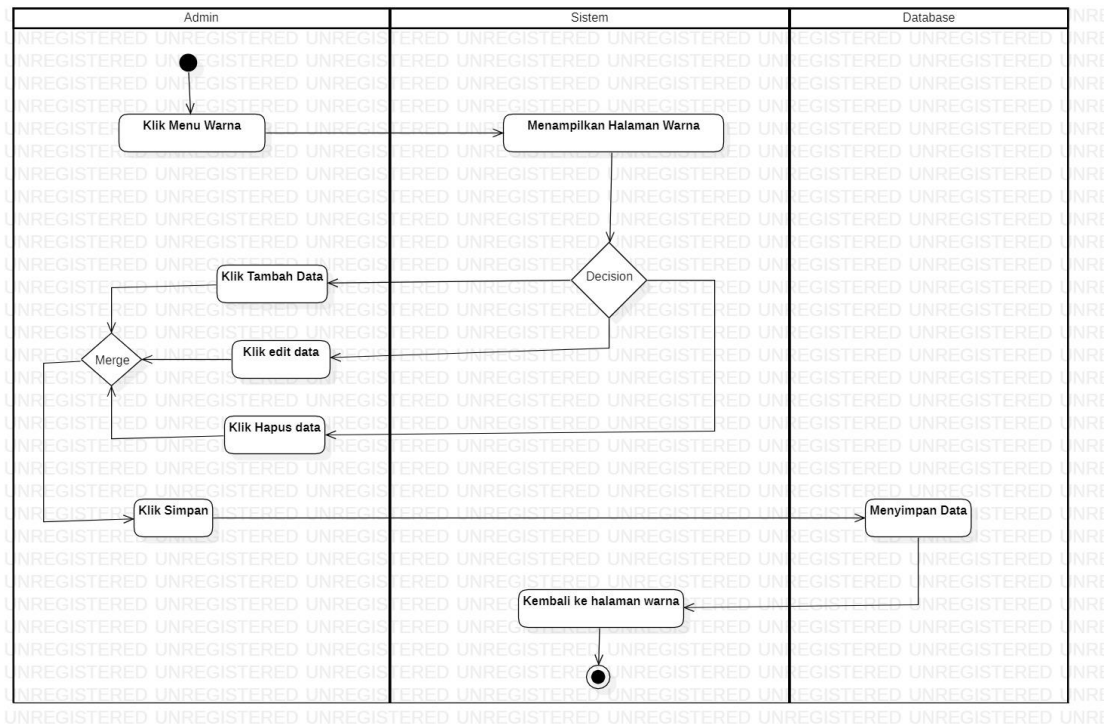 Admin
Sistem
Database
Klik Menu Warna
Menampilkan Halaman Warna
Decision
Klik Tambah Data
Klik edit data
Merge
Klik Hapus data
Klik Simpan
Menyimpan Data
Kembali ke halaman warna
UNREGISTERED